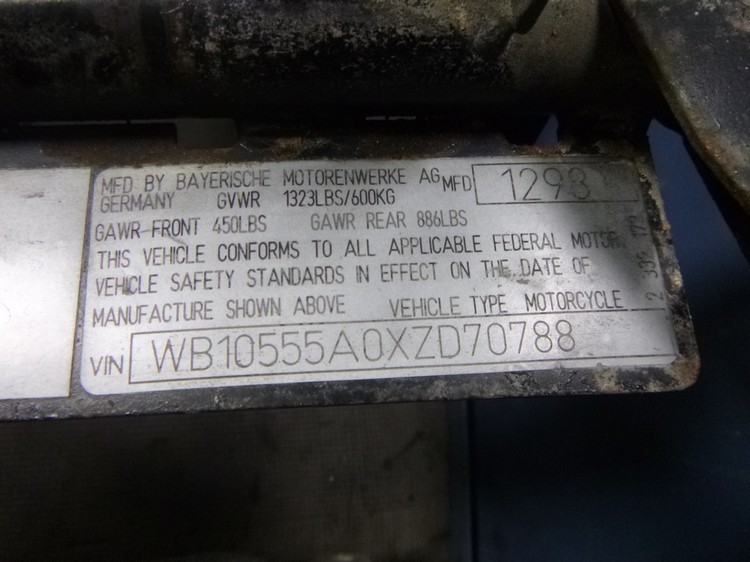 MFD BY BAYERISCHE MOTORENWERKE AG MFD 1293
GERMANY GVWR 1323LBS/600KG
GAWR-FRONT 450LBS GAWR REAR 886LBS
THIS VEHICLE CONFORMS TO ALL APPLICABLE FEDERAL MOTOR
VEHICLE SAFETY STANDARDS IN EFFECT ON THE DATE OF
MANUFACTURE SHOWN ABOVE VEHICLE TYPE MOTORCYCLE
VIN WB10555A0XZD70788